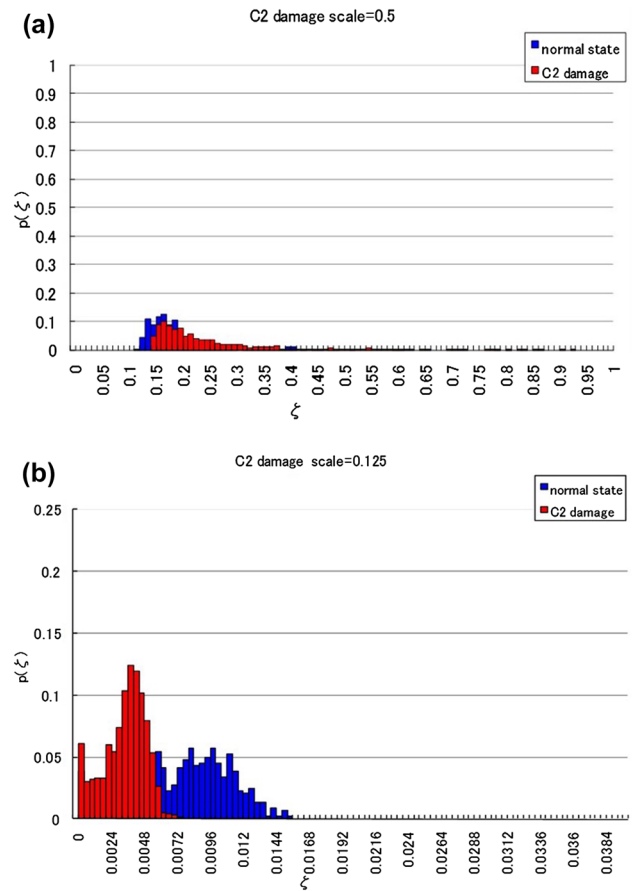 (a)
C2 damage scale=0.5
normal state
C2 damage
1
0.9
0.8
0.7
0.6
0.5
0.4
0.3
0.2
0.1
0
p(ξ)
0 0.05 0.1 0.15 0.2 0.25 0.3 0.35 0.4 0.45 0.5 0.55 0.6 0.65 0.7 0.75 0.8 0.85 0.9 0.95 1
ξ
(b)
C2 damage scale=0.125
normal state
C2 damage
0.25
0.2
0.15
0.1
0.05
0
p(ξ)
0 0.0024 0.0048 0.0072 0.0096 0.012 0.0144 0.0168 0.0192 0.0216 0.024 0.0264 0.0288 0.0312 0.0336 0.036 0.0384
ξ